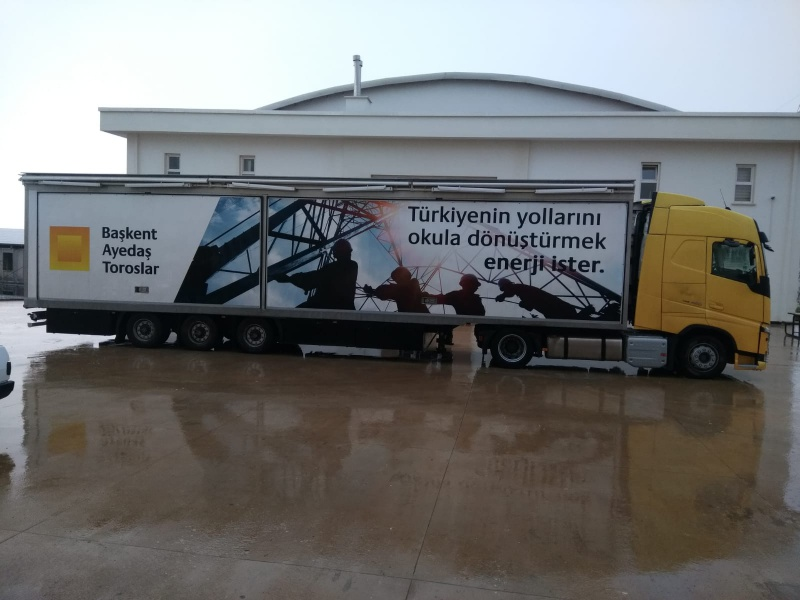 Başkent
Ayedaş
Toroslar
Türkiyenin yollarını
okula dönüştürmek
enerji ister.